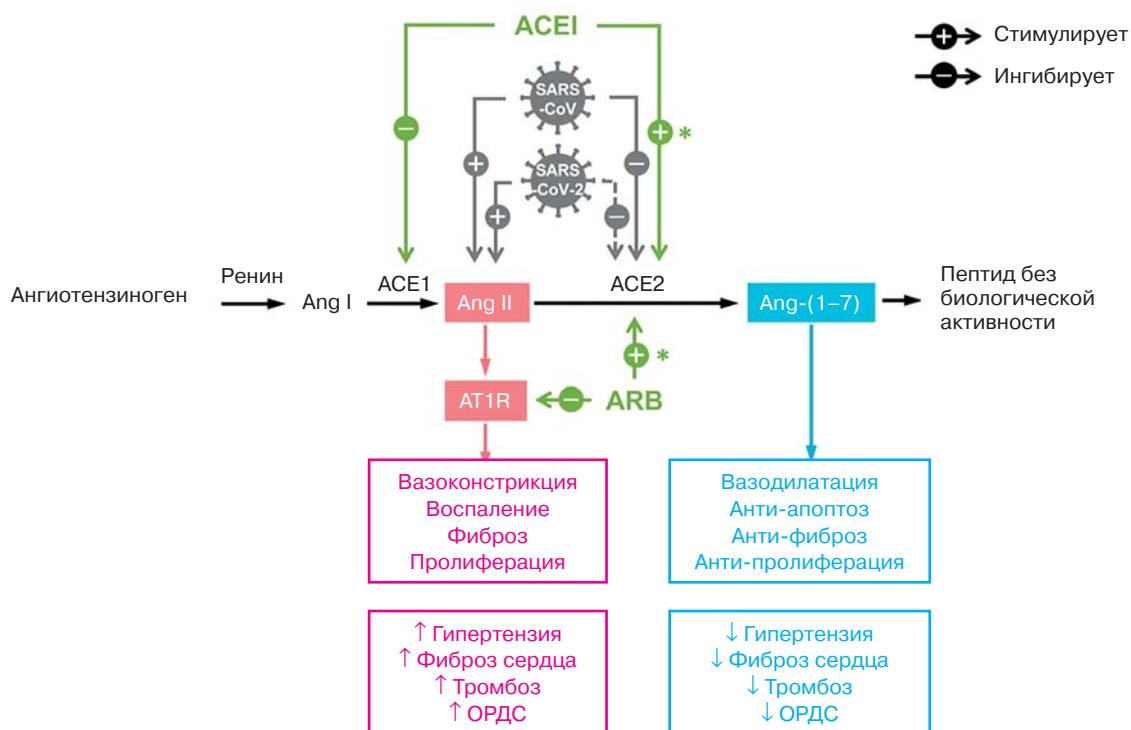 ACEI
Стимулирует
Ингибирует
SARS
-CoV
*
SARS
-CoV-2
Ангиотензиноген
Ренин
Ang I
ACE1
Ang II
ACE2
Ang-(1–7)
Пептид без
биологической
активности
*
AT1R
ARB
Вазоконстрикция
Воспаление
Фиброз
Пролиферация
Вазодилатация
Анти-апоптоз
Анти-фиброз
Анти-пролиферация
↑ Гипертензия
↑ Фиброз сердца
↑ Тромбоз
↑ ОРДС
↓ Гипертензия
↓ Фиброз сердца
↓ Тромбоз
↓ ОРДС